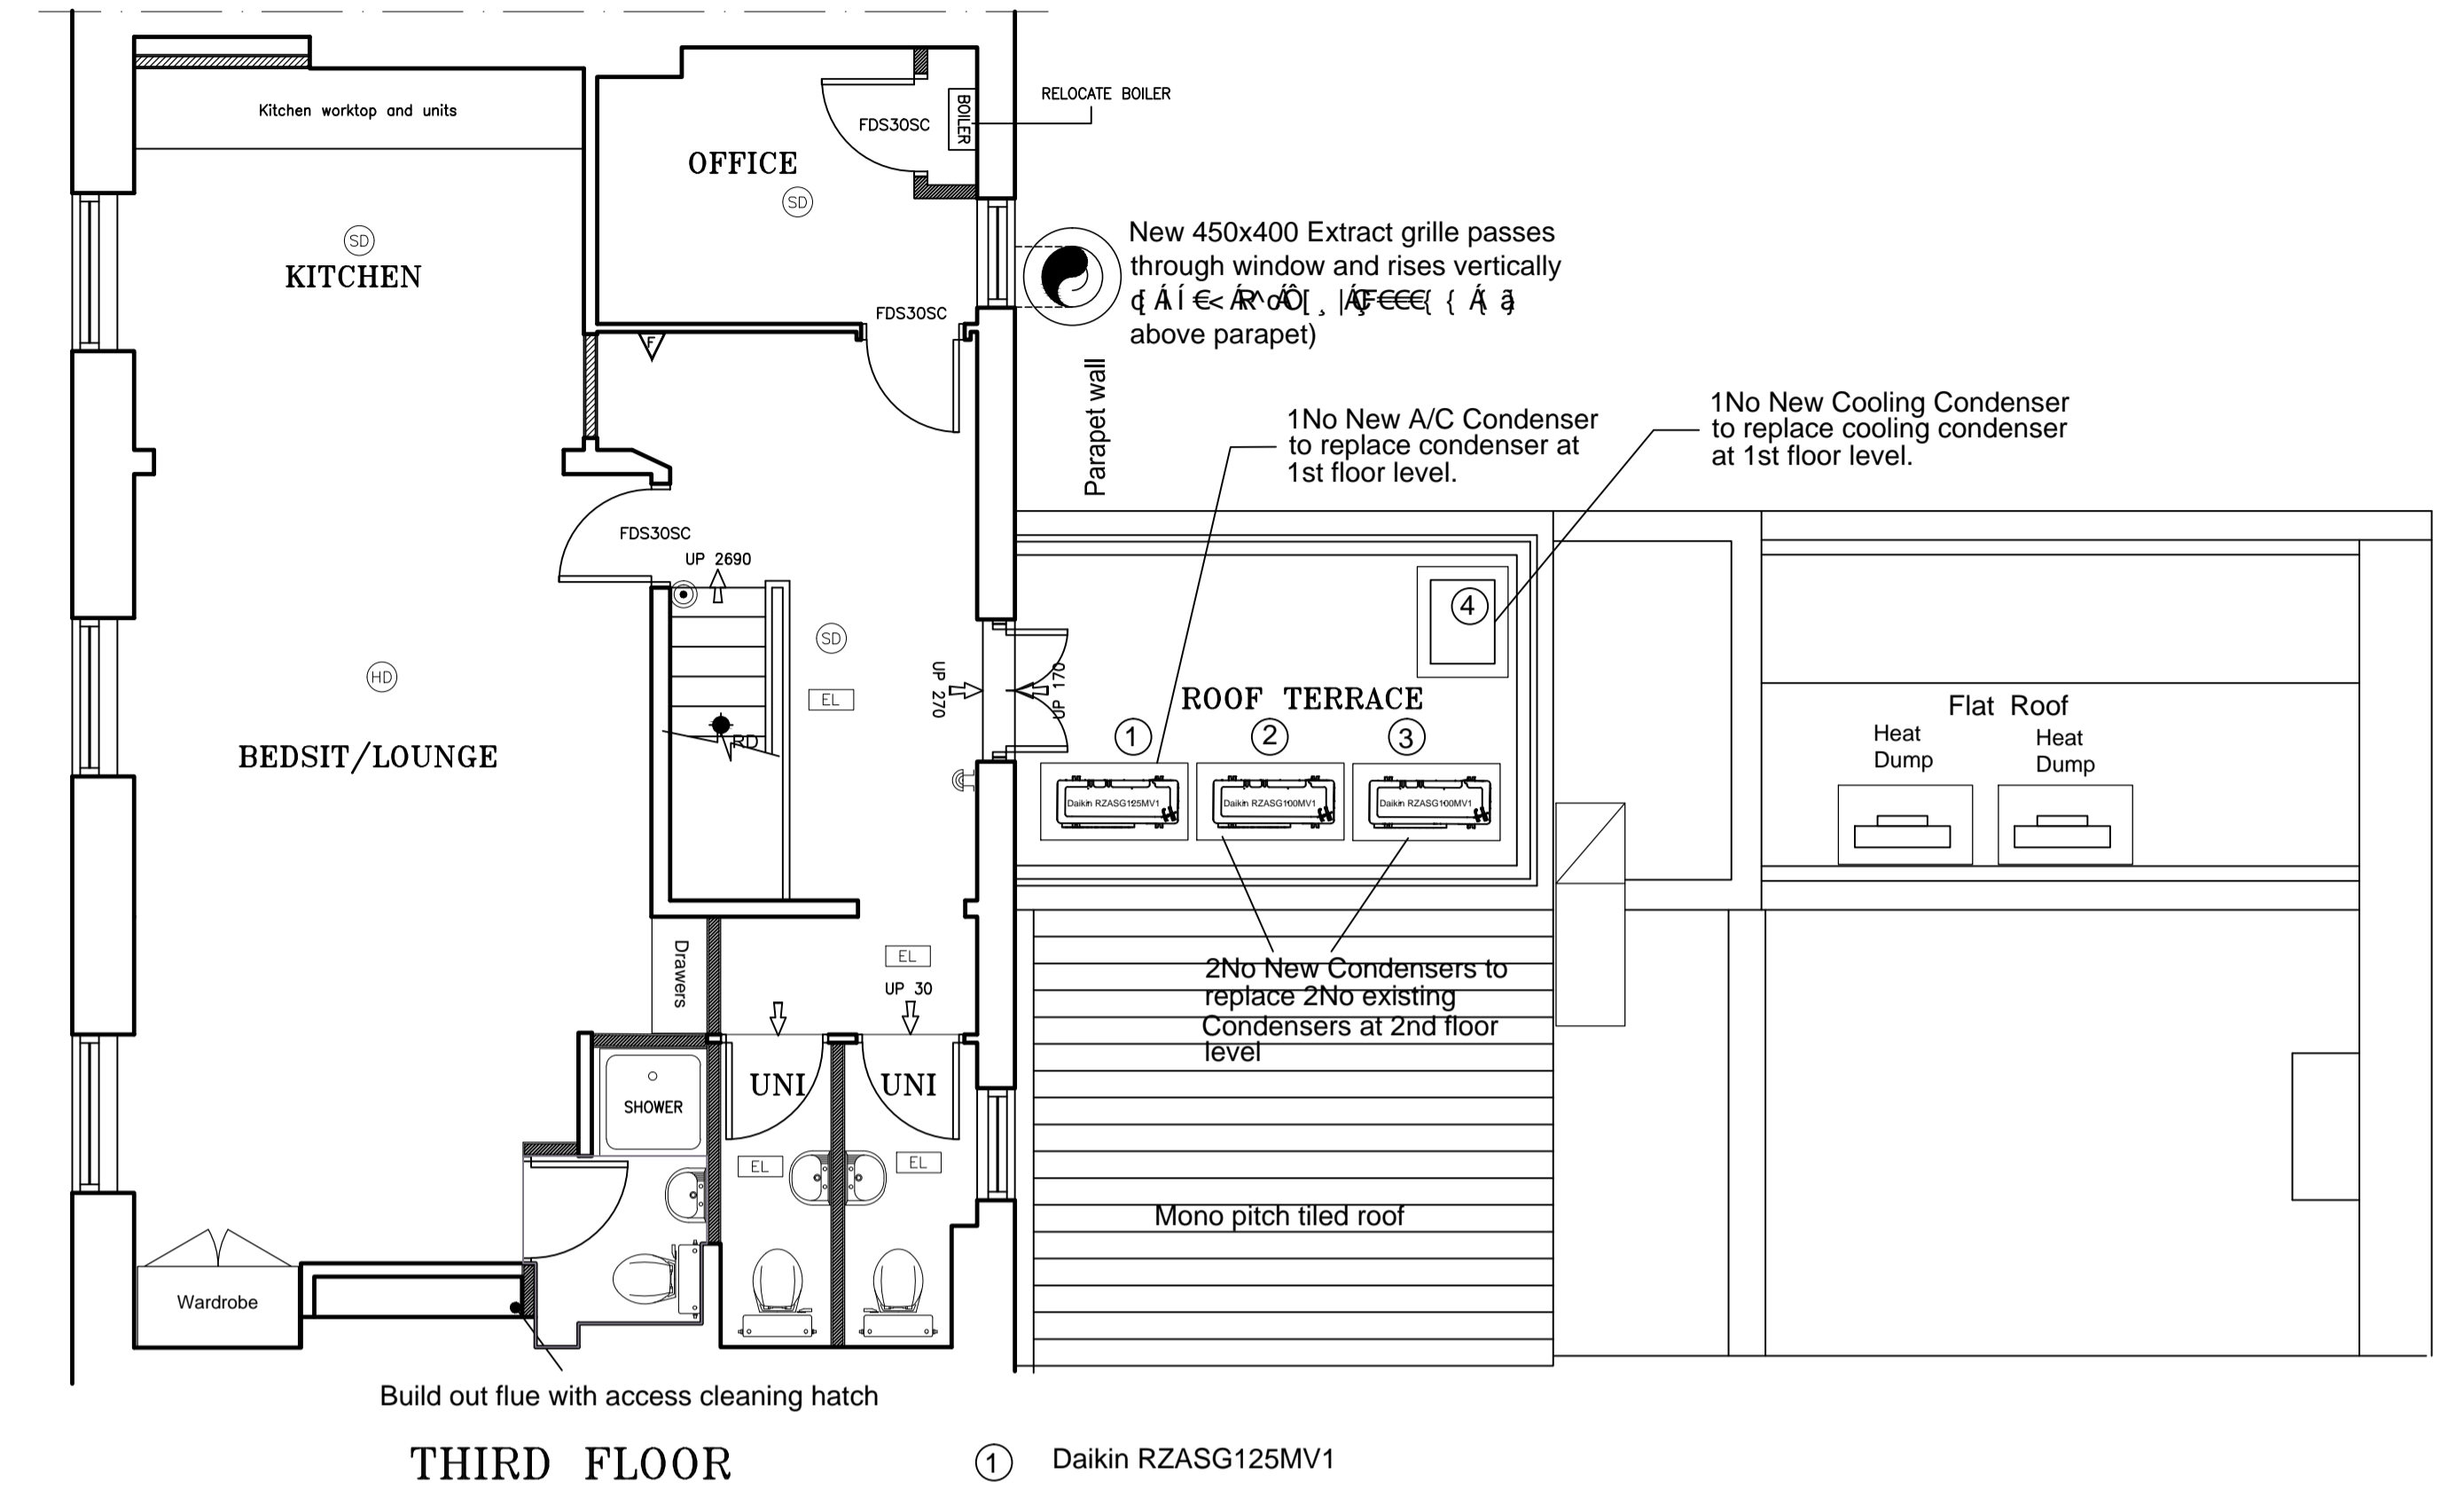 Kitchen worktop and units
OFFICE
SD
FDS30SC
BOILER
RELOCATE BOILER
SD
KITCHEN
New 450x400 Extract grille passes
through window and rises vertically
above parapet)
FDS30SC
F
Parapet wall
1No New A/C Condenser
to replace condenser at
1st floor level.
1No New Cooling Condenser
to replace cooling condenser
at 1st floor level.
FDS30SC
UP 2690
SD
EL
UP 270
UP 170
RD
HD
BEDSIT/LOUNGE
4
ROOF TERRACE
1
2
3
Daikin RZASG125MV1
Daikin RZASG100MV1
Daikin RZASG100MV1
Flat Roof
Heat
Dump
Heat
Dump
Drawers
EL
UP 30
2No New Condensers to
replace 2No existing
Condensers at 2nd floor
level
UNI
UNI
SHOWER
EL
EL
Mono pitch tiled roof
Wardrobe
Build out flue with access cleaning hatch
THIRD FLOOR
1 Daikin RZASG125MV1